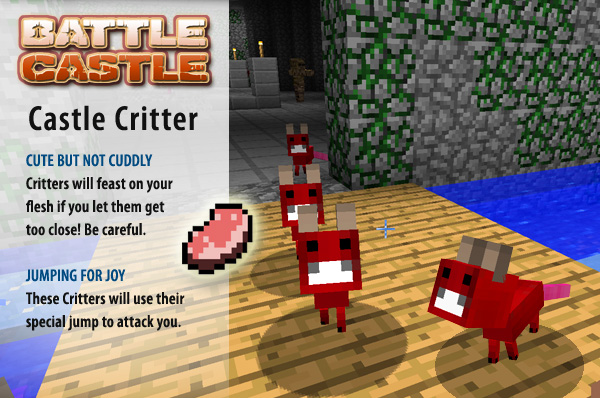 BATTLE
CASTLE
Castle Critter
CUTE BUT NOT CUDDLY
Critters will feast on your
flesh if you let them get
too close! Be careful.
JUMPING FOR JOY
These Critters will use their
special jump to attack you.